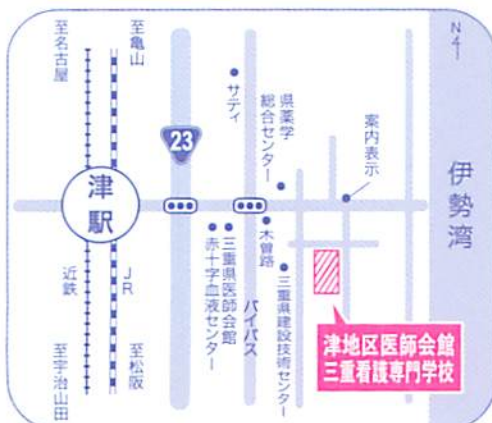 至名古屋
至亀山
23
サティ
県薬学
総合センター
案内表示
N
伊勢湾
津駅
近鉄
JR
至宇治山田
至松阪
赤十字血液センター
三重県医師会館
バイパス
木曽路
三重県建設技術センター
津地区医師会館
三重看護専門学校